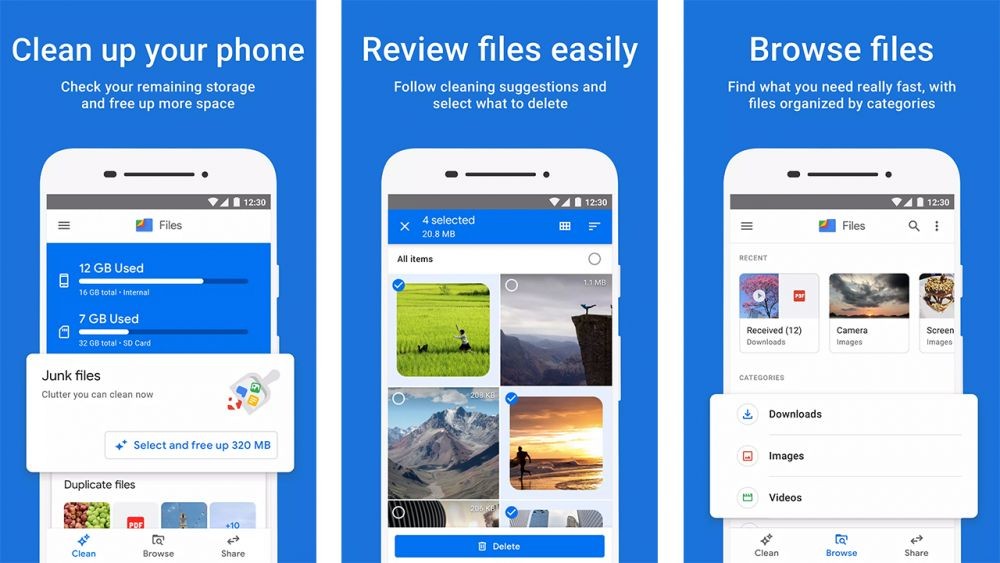 Clean up your phone
Check your remaining storage
and free up more space
12:30
Files
12 GB Used
16 GB total • Internal
7 GB Used
32 GB total • SD Card
Junk files
Clutter you can clean now
Select and free up 320 MB
Duplicate files
PDF
+10
Clean
Browse
Share
Review files easily
Follow cleaning suggestions and
select what to delete
12:30
4 selected
20.8 MB
All items
1.1 MB
208 KB
206 KB
Delete
Browse files
Find what you need really fast, with
files organized by categories
12:30
Files
RECENT
PDF
Received (12)
Downloads
Camera
Images
Screen
Images
CATEGORIES
Downloads
Images
Videos
Clean
Browse
Share